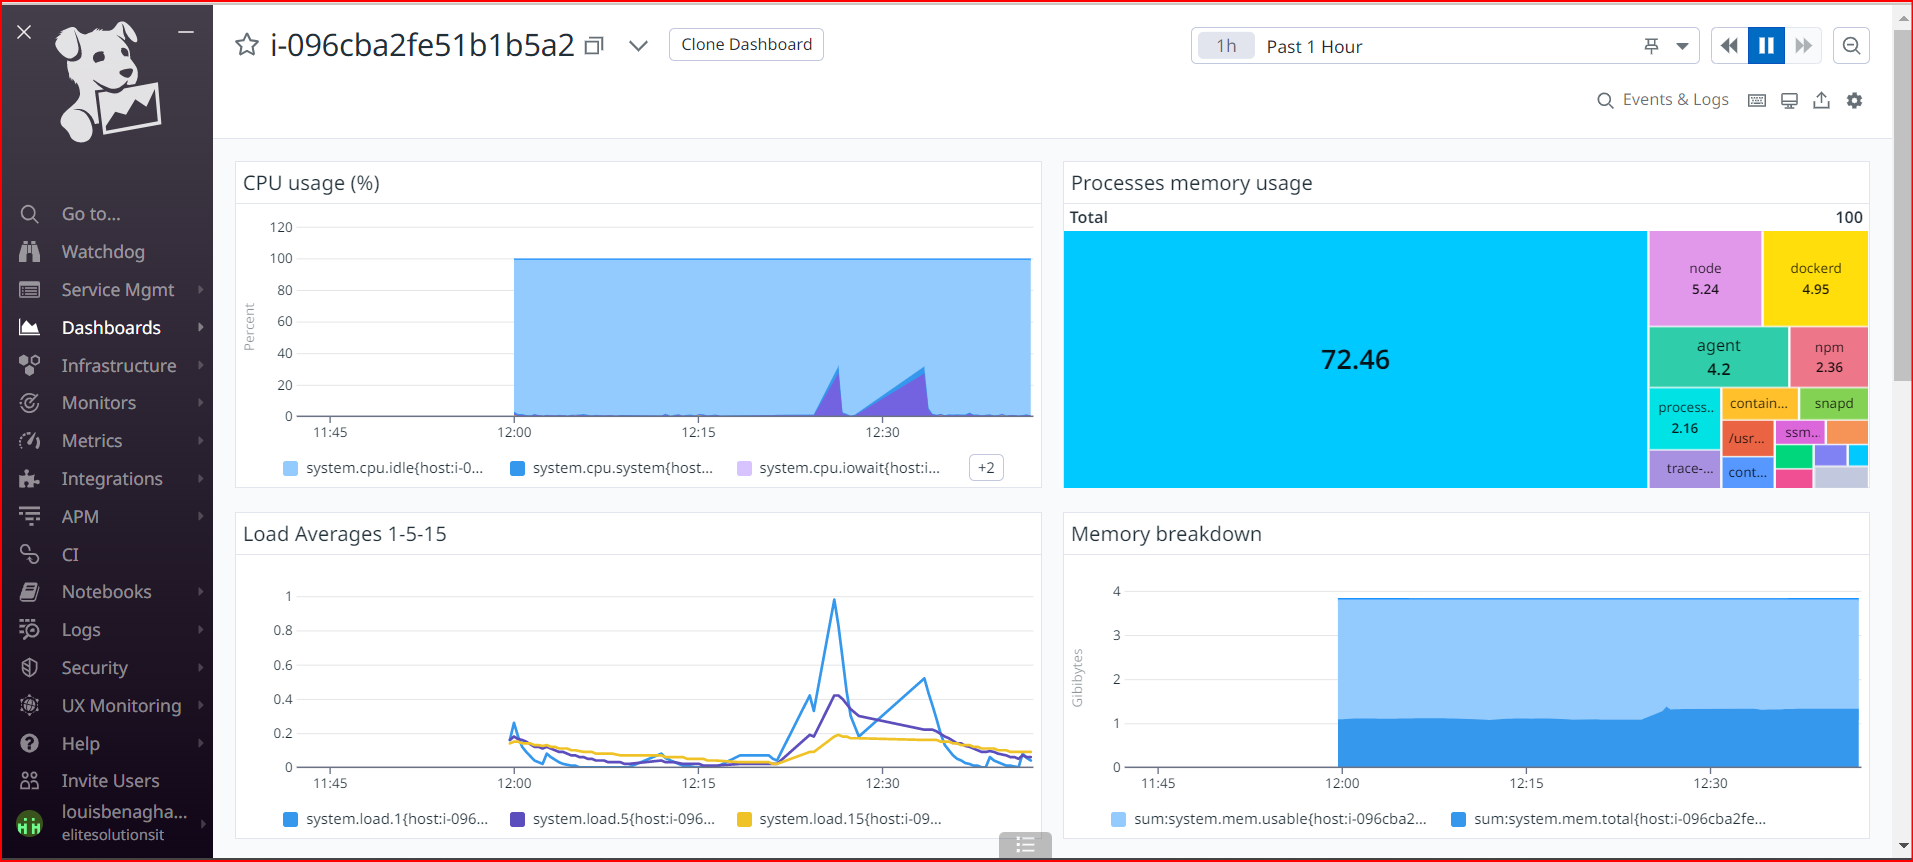 i-096cba2fe51b1b5a2
Clone Dashboard
1h Past 1 Hour
Events & Logs
Go to...
Watchdog
Service Mgmt
Dashboards
Infrastructure
Monitors
Metrics
Integrations
APM
CI
Notebooks
Logs
Security
UX Monitoring
Help
Invite Users
louisbenagha...
elitesolutionsit
CPU usage (%)
120
100
80
60
40
20
0
Percent
11:45 12:00 12:15 12:30
system.cpu.idle{host:i-0... system.cpu.system{host... system.cpu.iowait{host:i... +2
Processes memory usage
Total 100
72.46
node
5.24
dockerd
4.95
agent
4.2
npm
2.36
process..
2.16
contain...
snapd
/usr...
ssm..
trace-...
cont...
Load Averages 1-5-15
1
0.8
0.6
0.4
0.2
0
11:45 12:00 12:15 12:30
system.load.1{host:i-096... system.load.5{host:i-096... system.load.15{host:i-09...
Memory breakdown
4
3
2
1
0
Gibibytes
11:45 12:00 12:15 12:30
sum:system.mem.usable{host:i-096cba2... sum:system.mem.total{host:i-096cba2fe...